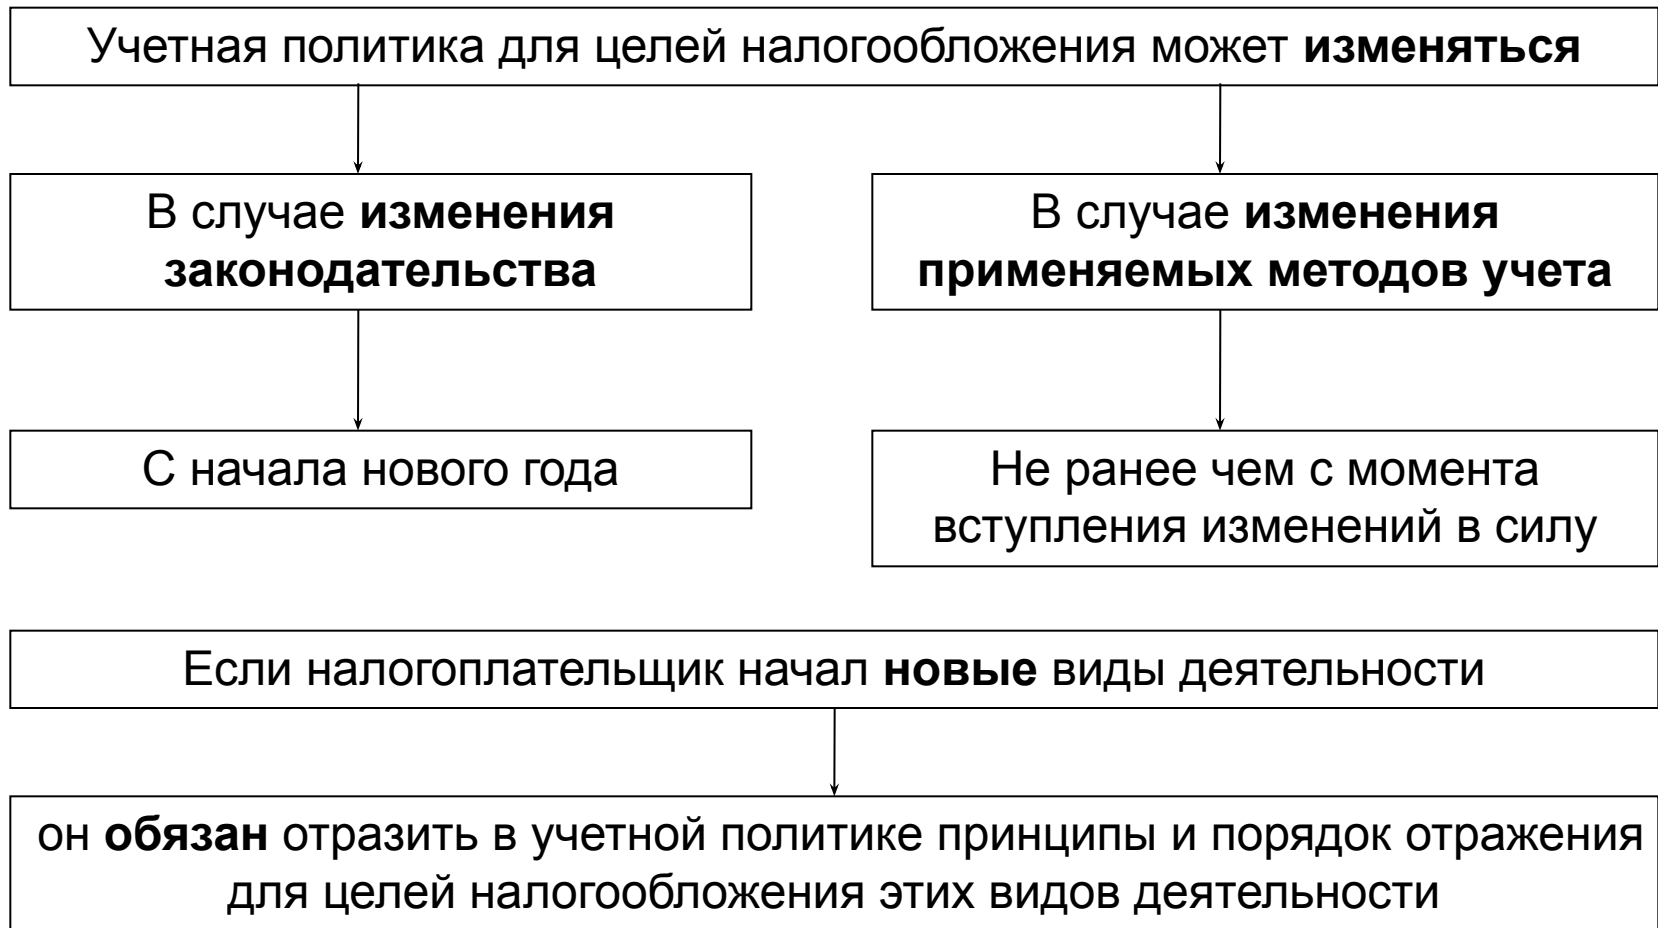 Учетная политика для целей налогообложения может изменяться
В случае изменения
законодательства
В случае изменения
применяемых методов учета
С начала нового года
Не ранее чем с момента
вступления изменений в силу
Если налогоплательщик начал новые виды деятельности
он обязан отразить в учетной политике принципы и порядок отражения
для целей налогообложения этих видов деятельности